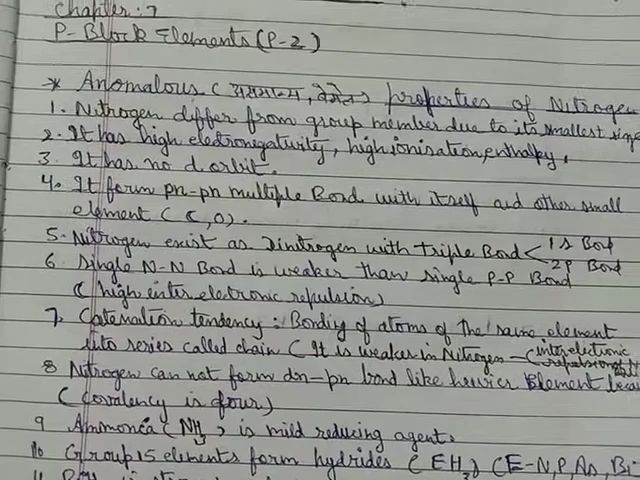 Chapter: 7
P-Block Elements (P-2)
* Anomalous (असामान्य, properties of Nitrogen
1. Nitrogen differ from group member due to its smallest size
2. It has high electronegativity, high ionisation enthalpy.
3. It has no d orbit.
4. It form pπ-pπ multiple Bond with itself and other small
element (C, O).
5. Nitrogen exist as Dinitrogen with Triple Bond < 1 s Bond
2 p Bond
6. Single N-N Bond is weaker than single P-P Bond
(high inter electronic repulsion)
7. Catenation tendency: Bonding of atoms of the same element
into series called chain (It is weaker in Nitrogen - (interelectronic
repulsion)
8 Nitrogen can not form dπ-pπ bond like heavier Element beca
(covalency is four)
9 Ammonia (NH3) is mild reducing agent.
10 Group 15 elements form hydrides (EH3) (E-N, P, As, Bi
11